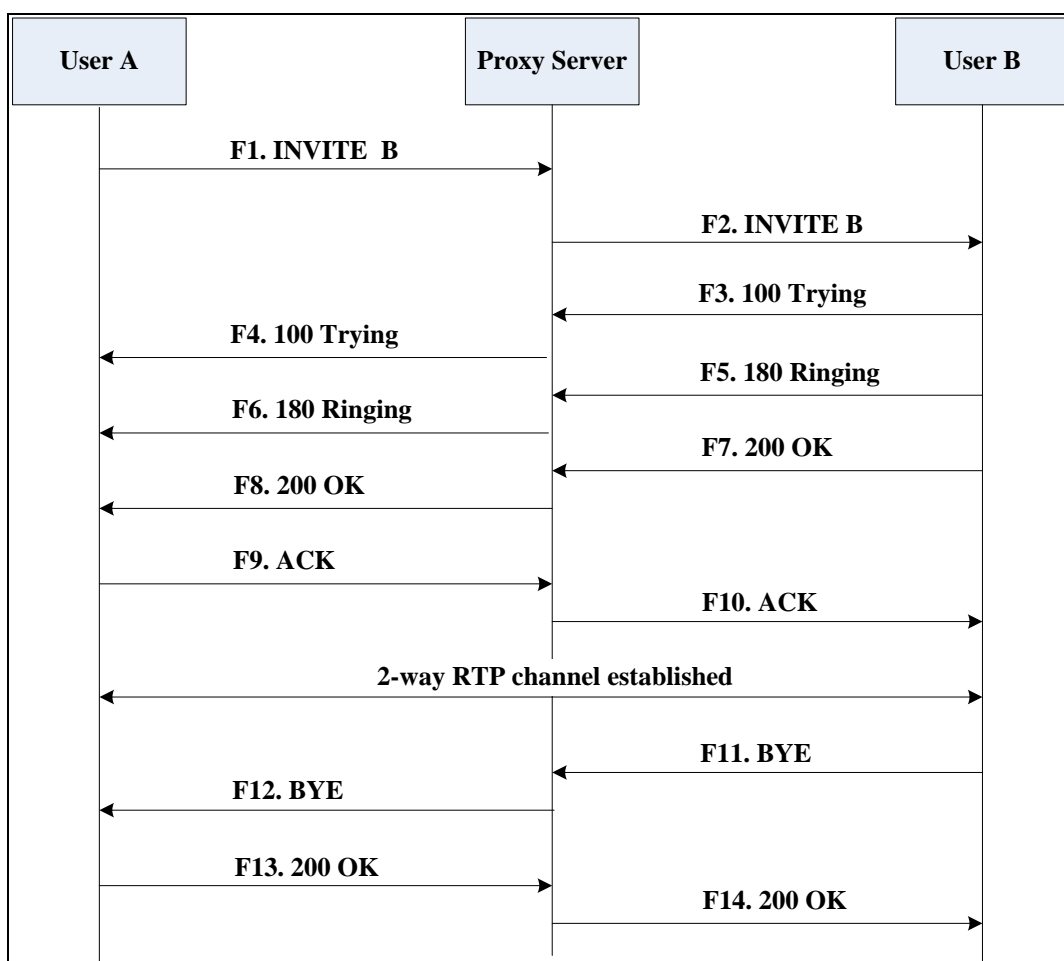 User A
Proxy Server
User B
F1. INVITE  B
F2. INVITE B
F3. 100 Trying
F4. 100 Trying
F5. 180 Ringing
F6. 180 Ringing
F7. 200 OK
F8. 200 OK
F9. ACK
F10. ACK
2-way RTP channel established
F11. BYE
F12. BYE
F13. 200 OK
F14. 200 OK